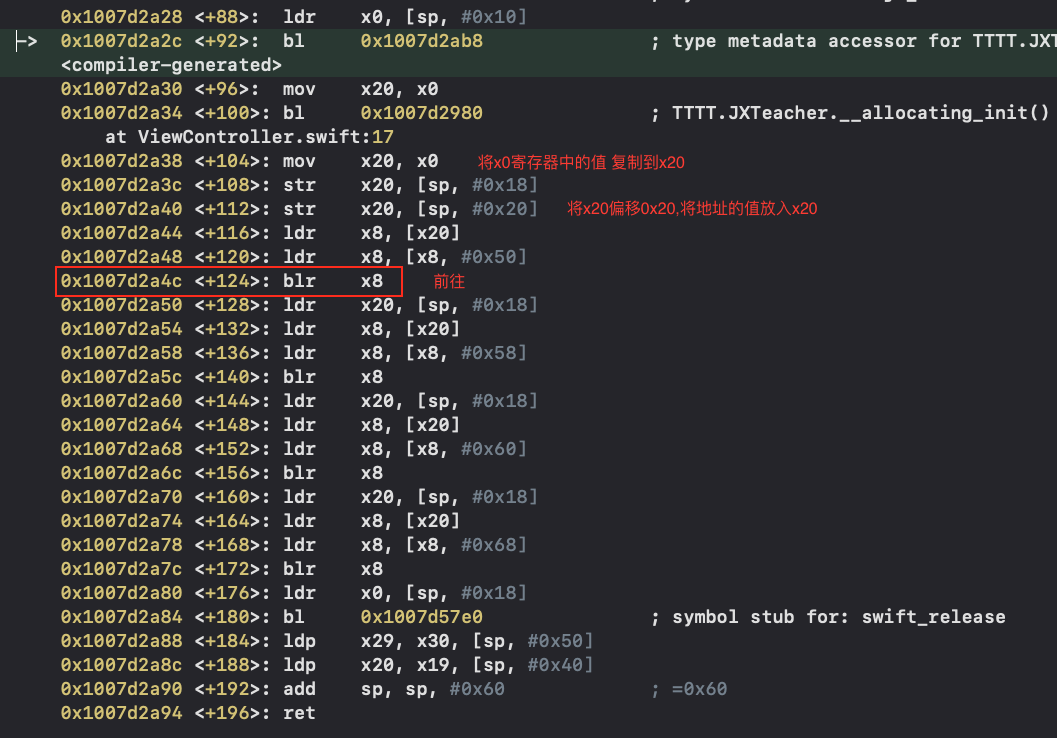 0x1007d2a28 <+88>: ldr x0, [sp, #0x10]
0x1007d2a2c <+92>: bl 0x1007d2ab8 ; type metadata accessor for TTTT.JXT
<compiler-generated>
0x1007d2a30 <+96>: mov x20, x0
0x1007d2a34 <+100>: bl 0x1007d2980 ; TTTT.JXTeacher.__allocating_init()
at ViewController.swift:17
0x1007d2a38 <+104>: mov x20, x0 将x0寄存器中的值 复制到x20
0x1007d2a3c <+108>: str x20, [sp, #0x18]
0x1007d2a40 <+112>: str x20, [sp, #0x20] 将x20偏移0x20,将地址的值放入x20
0x1007d2a44 <+116>: ldr x8, [x20]
0x1007d2a48 <+120>: ldr x8, [x8, #0x50]
0x1007d2a4c <+124>: blr x8 前往
0x1007d2a50 <+128>: ldr x20, [sp, #0x18]
0x1007d2a54 <+132>: ldr x8, [x20]
0x1007d2a58 <+136>: ldr x8, [x8, #0x58]
0x1007d2a5c <+140>: blr x8
0x1007d2a60 <+144>: ldr x20, [sp, #0x18]
0x1007d2a64 <+148>: ldr x8, [x20]
0x1007d2a68 <+152>: ldr x8, [x8, #0x60]
0x1007d2a6c <+156>: blr x8
0x1007d2a70 <+160>: ldr x20, [sp, #0x18]
0x1007d2a74 <+164>: ldr x8, [x20]
0x1007d2a78 <+168>: ldr x8, [x8, #0x68]
0x1007d2a7c <+172>: blr x8
0x1007d2a80 <+176>: ldr x0, [sp, #0x18]
0x1007d2a84 <+180>: bl 0x1007d57e0 ; symbol stub for: swift_release
0x1007d2a88 <+184>: ldp x29, x30, [sp, #0x50]
0x1007d2a8c <+188>: ldp x20, x19, [sp, #0x40]
0x1007d2a90 <+192>: add sp, sp, #0x60 ; =0x60
0x1007d2a94 <+196>: ret